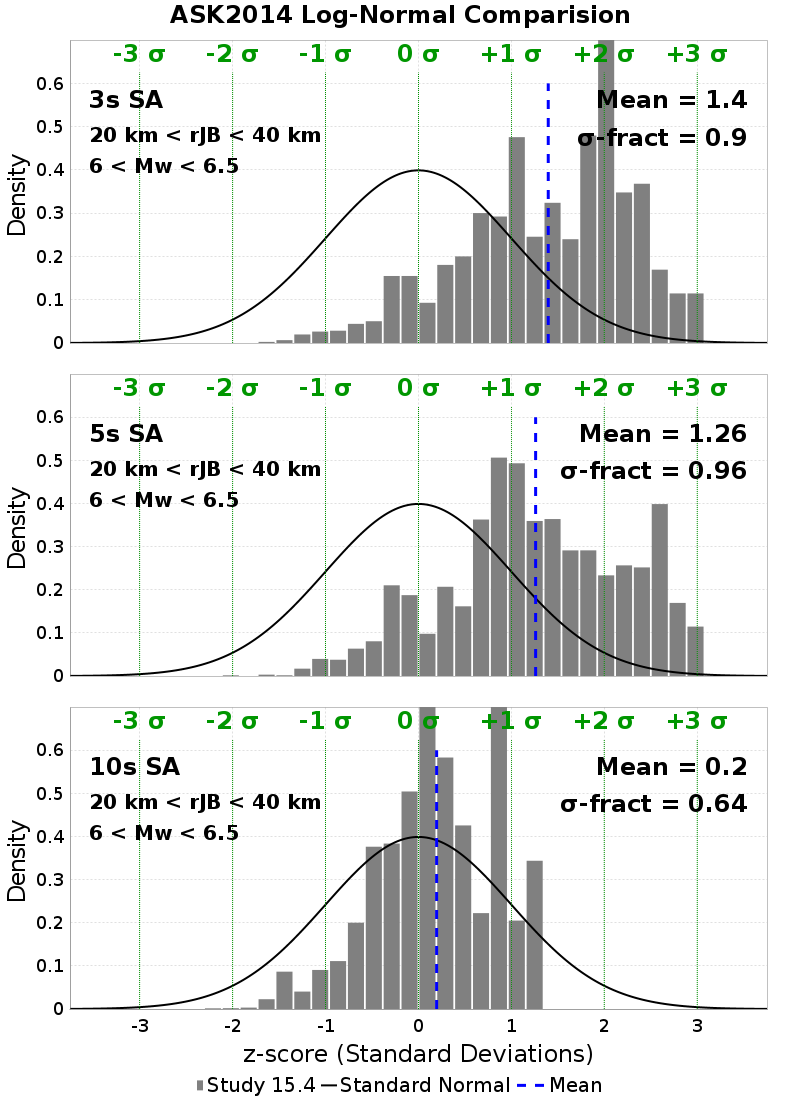 ASK2014 Log-Normal Comparision
-3 σ -2 σ -1 σ 0 σ +1 σ +2 σ +3 σ
0.6
3s SA
Mean = 1.4
0.5
20 km < rJB < 40 km
σ-fract = 0.9
6 < Mw < 6.5
0.4
0.3
0.2
0.1
0
Density
-3 σ -2 σ -1 σ 0 σ +1 σ +2 σ +3 σ
0.6
5s SA
Mean = 1.26
0.5
20 km < rJB < 40 km
σ-fract = 0.96
6 < Mw < 6.5
0.4
0.3
0.2
0.1
0
Density
-3 σ -2 σ -1 σ 0 σ +1 σ +2 σ +3 σ
0.6
10s SA
Mean = 0.2
0.5
20 km < rJB < 40 km
σ-fract = 0.64
6 < Mw < 6.5
0.4
0.3
0.2
0.1
0
Density
-3 -2 -1 0 1 2 3
z-score (Standard Deviations)
Study 15.4 Standard Normal Mean